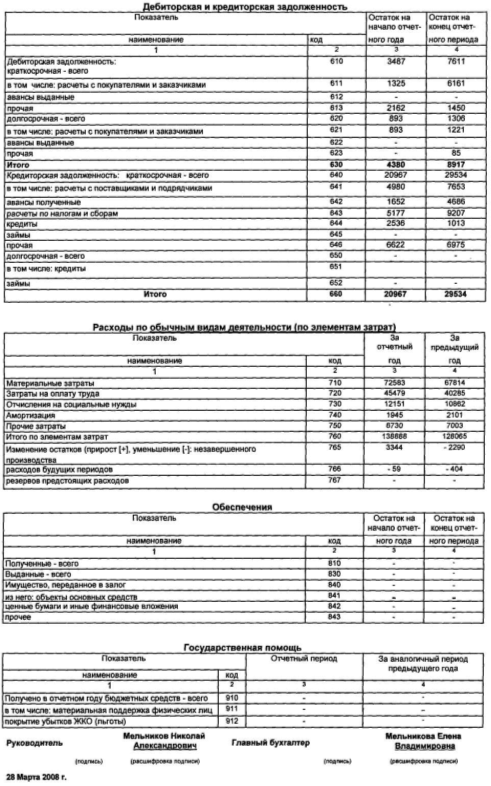 Дебиторская и кредиторская задолженность
Показатель Остаток на начало отчет- Остаток на конец отчет-
наименование код ного года ного периода
1 2 3 4
Дебиторская задолженность: 610 3487 7611
краткосрочная - всего
в том числе: расчеты с покупателями и заказчиками 611 1325 6161
авансы выданные 612 - -
прочая 613 2162 1450
долгосрочная - всего 620 893 1306
в том числе: расчеты с покупателями и заказчиками 621 893 1221
авансы выданные 622 - -
прочая 623 - 85
Итого 630 4380 8917
Кредиторская задолженность: краткосрочная - всего 640 20967 29534
в том числе: расчеты с поставщиками и подрядчиками 641 4980 7653
авансы полученные 642 1652 4686
расчеты по налогам и сборам 643 5177 9207
кредиты 644 2536 1013
займы 645 - -
прочая 646 6622 6975
долгосрочная - всего 650 - -
в том числе: кредиты 651
займы 652 - -
Итого 660 20967 29534
Расходы по обычным видам деятельности (по элементам затрат)
Показатель За отчетный За предыдущий
наименование код год год
1 2 3 4
Материальные затраты 710 72583 67814
Затраты на оплату труда 720 45479 40285
Отчисления на социальные нужды 730 12151 10862
Амортизация 740 1945 2101
Прочие затраты 750 6730 7003
Итого по элементам затрат 760 138888 128065
Изменение остатков (прирост [+], уменьшение [-]: незавершенного 765 3344 - 2290
производства
расходов будущих периодов 766 - 59 - 404
резервов предстоящих расходов 767 - -
Обеспечения
Показатель Остаток на начало отчет- Остаток на конец отчет-
наименование код ного года ного периода
1 2 3 4
Полученные - всего 810 - -
Выданные - всего 830 - -
Имущество, переданное в залог 840 - -
из него: объекты основных средств 841 - -
ценные бумаги и иные финансовые вложения 842 - -
прочее 843 - -
Государственная помощь
Показатель Отчетный период За аналогичный период
предыдущего года
наименование код
1 2 3 4
Получено в отчетном году бюджетных средств - всего 910 - -
в том числе: материальная поддержка физических лиц 911 - -
покрытие убытков ЖКО (льготы) 912 - -
Руководитель Мельников Николай Александрович Главный бухгалтер Мельникова Елена Владимировна
(подпись) (расшифровка подписи) (подпись) (расшифровка подписи)
28 Марта 2008 г.